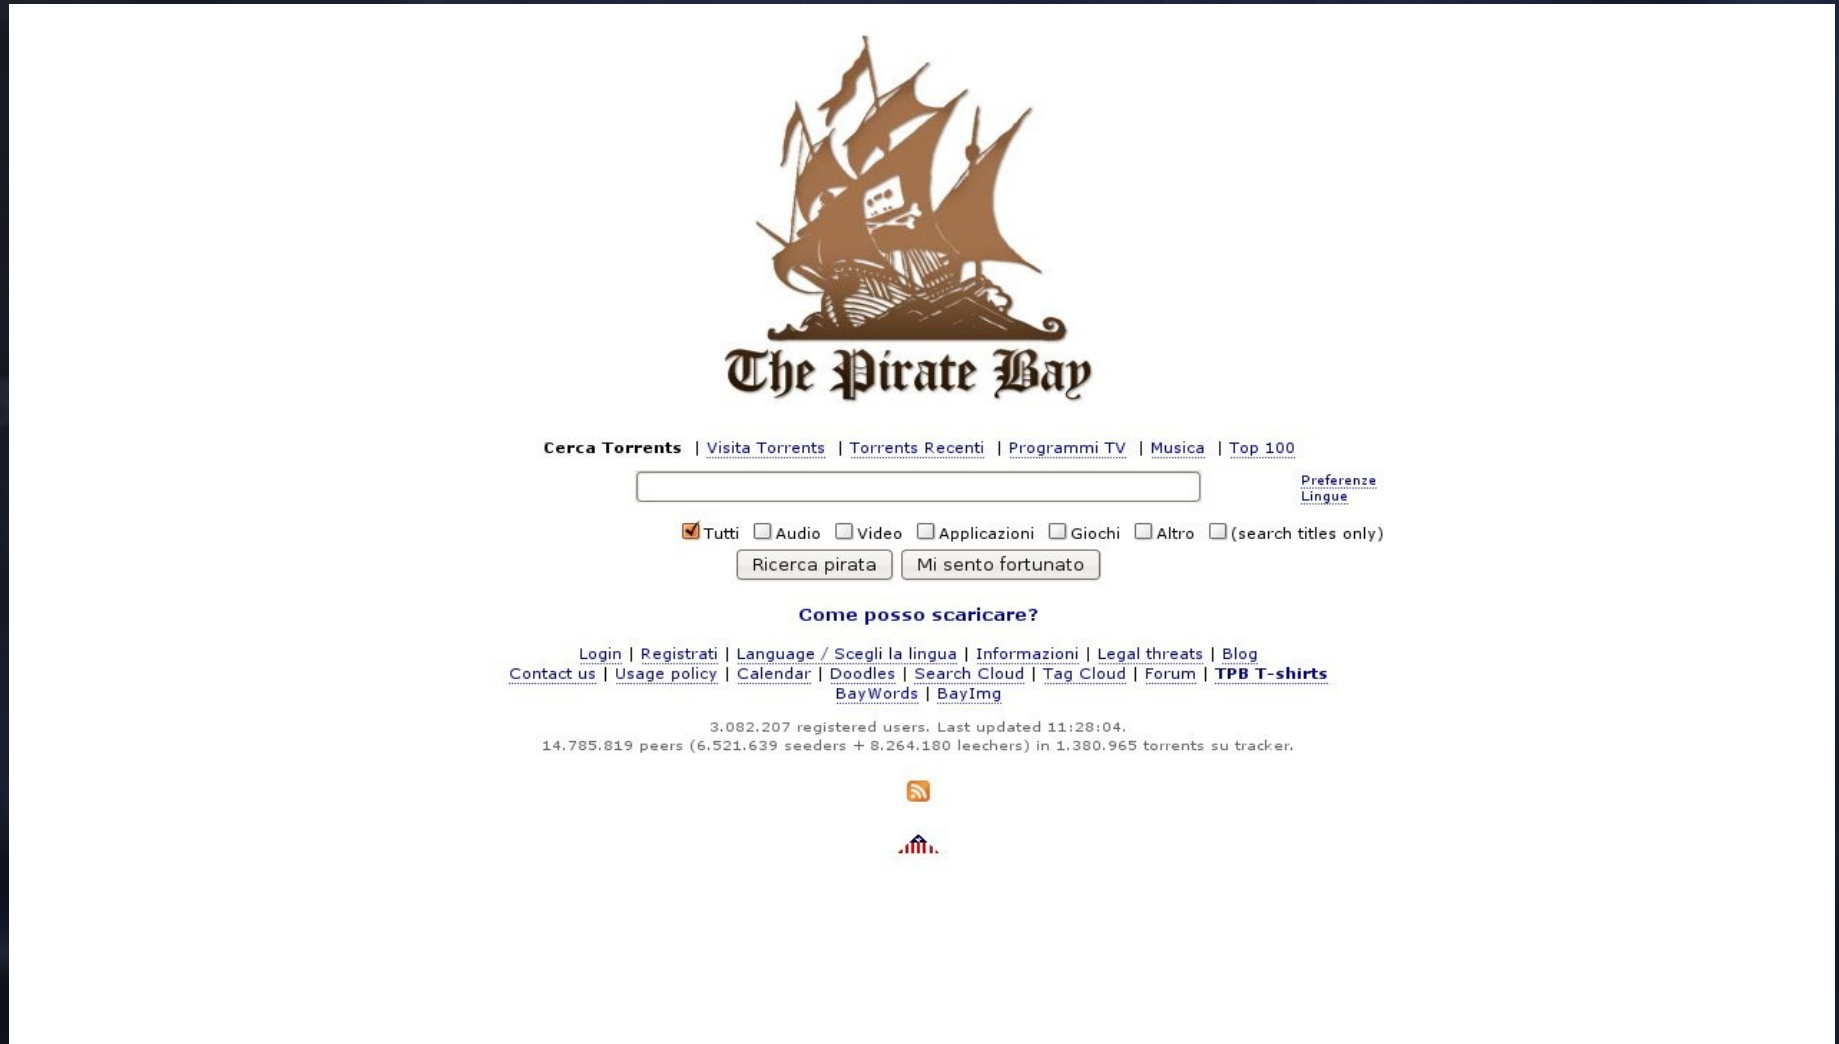 The Pirate Bay
Cerca Torrents | Visita Torrents | Torrents Recenti | Programmi TV | Musica | Top 100
Preferenze
Lingue
Tutti Audio Video Applicazioni Giochi Altro (search titles only)
Ricerca pirata Mi sento fortunato
Come posso scaricare?
Login | Registrati | Language / Scegli la lingua | Informazioni | Legal threats | Blog
Contact us | Usage policy | Calendar | Doodles | Search Cloud | Tag Cloud | Forum | TPB T-shirts
BayWords | BayImg
3.082.207 registered users. Last updated 11:28:04.
14.785.819 peers (6.521.639 seeders + 8.264.180 leechers) in 1.380.965 torrents su tracker.